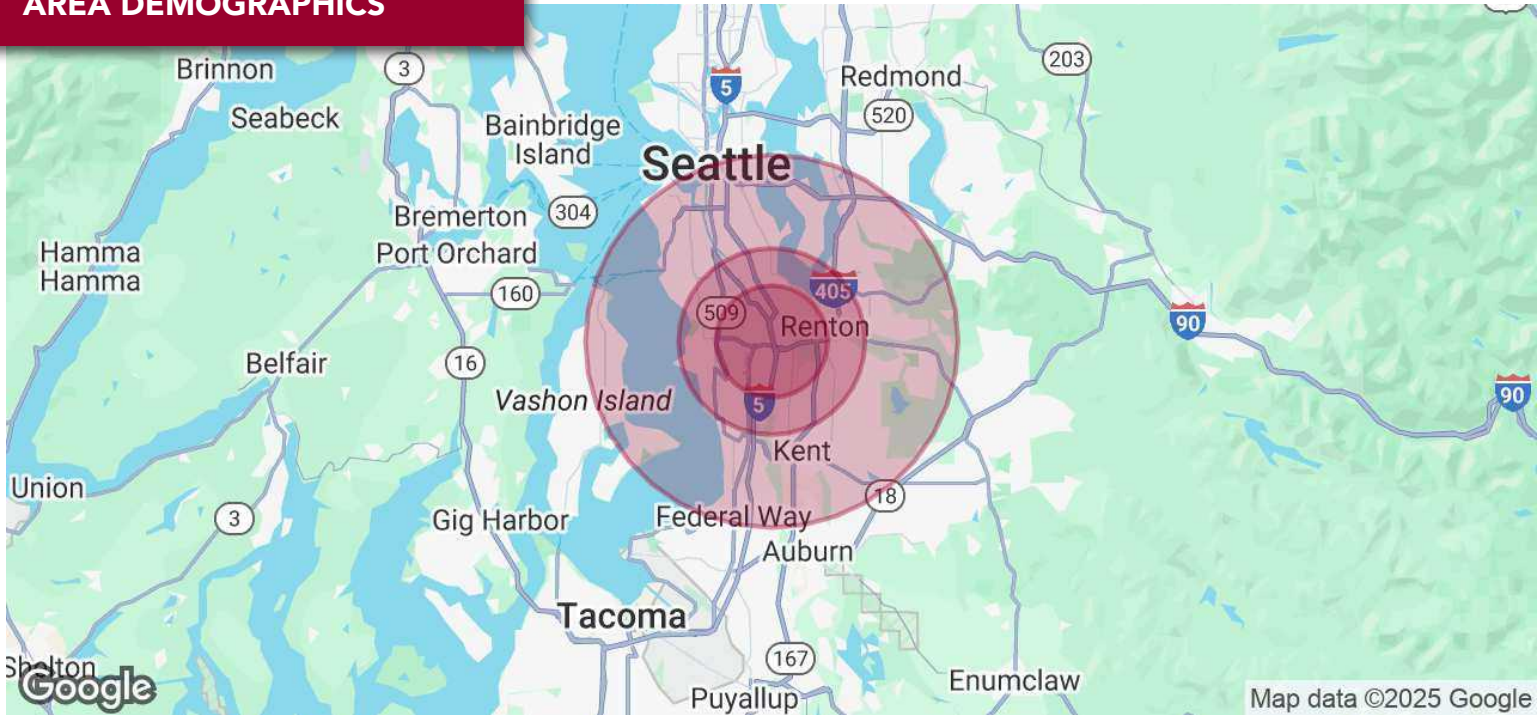 AREA DEMOGRAPHICS
203
Brinnon
3
5
Redmond
Seabeck
520
Bainbridge
Island
Seattle
Bremerton
304
Hamma
Hamma
Port Orchard
160
405
509
Renton
90
Belfair
16
Vashon Island
5
90
Kent
Union
18
3
Gig Harbor
Federal Way
Auburn
Tacoma
167
Shelton
Enumclaw
Google
Puyallup
Map data ©2025 Google